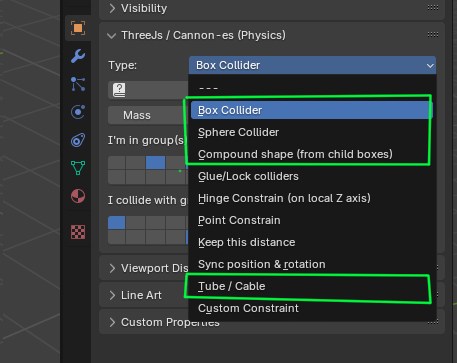 Visibility
ThreeJs / Cannon-es (Physics)
Type: Box Collider
---
?
Box Collider
Mass
Sphere Collider
I'm in group(s
Compound shape (from child boxes)
Glue/Lock colliders
Hinge Constrain (on local Z axis)
I collide with g
Point Constrain
Keep this distance
Viewport Dis
Sync position & rotation
Line Art
Tube / Cable
Custom Constraint
Custom Properties